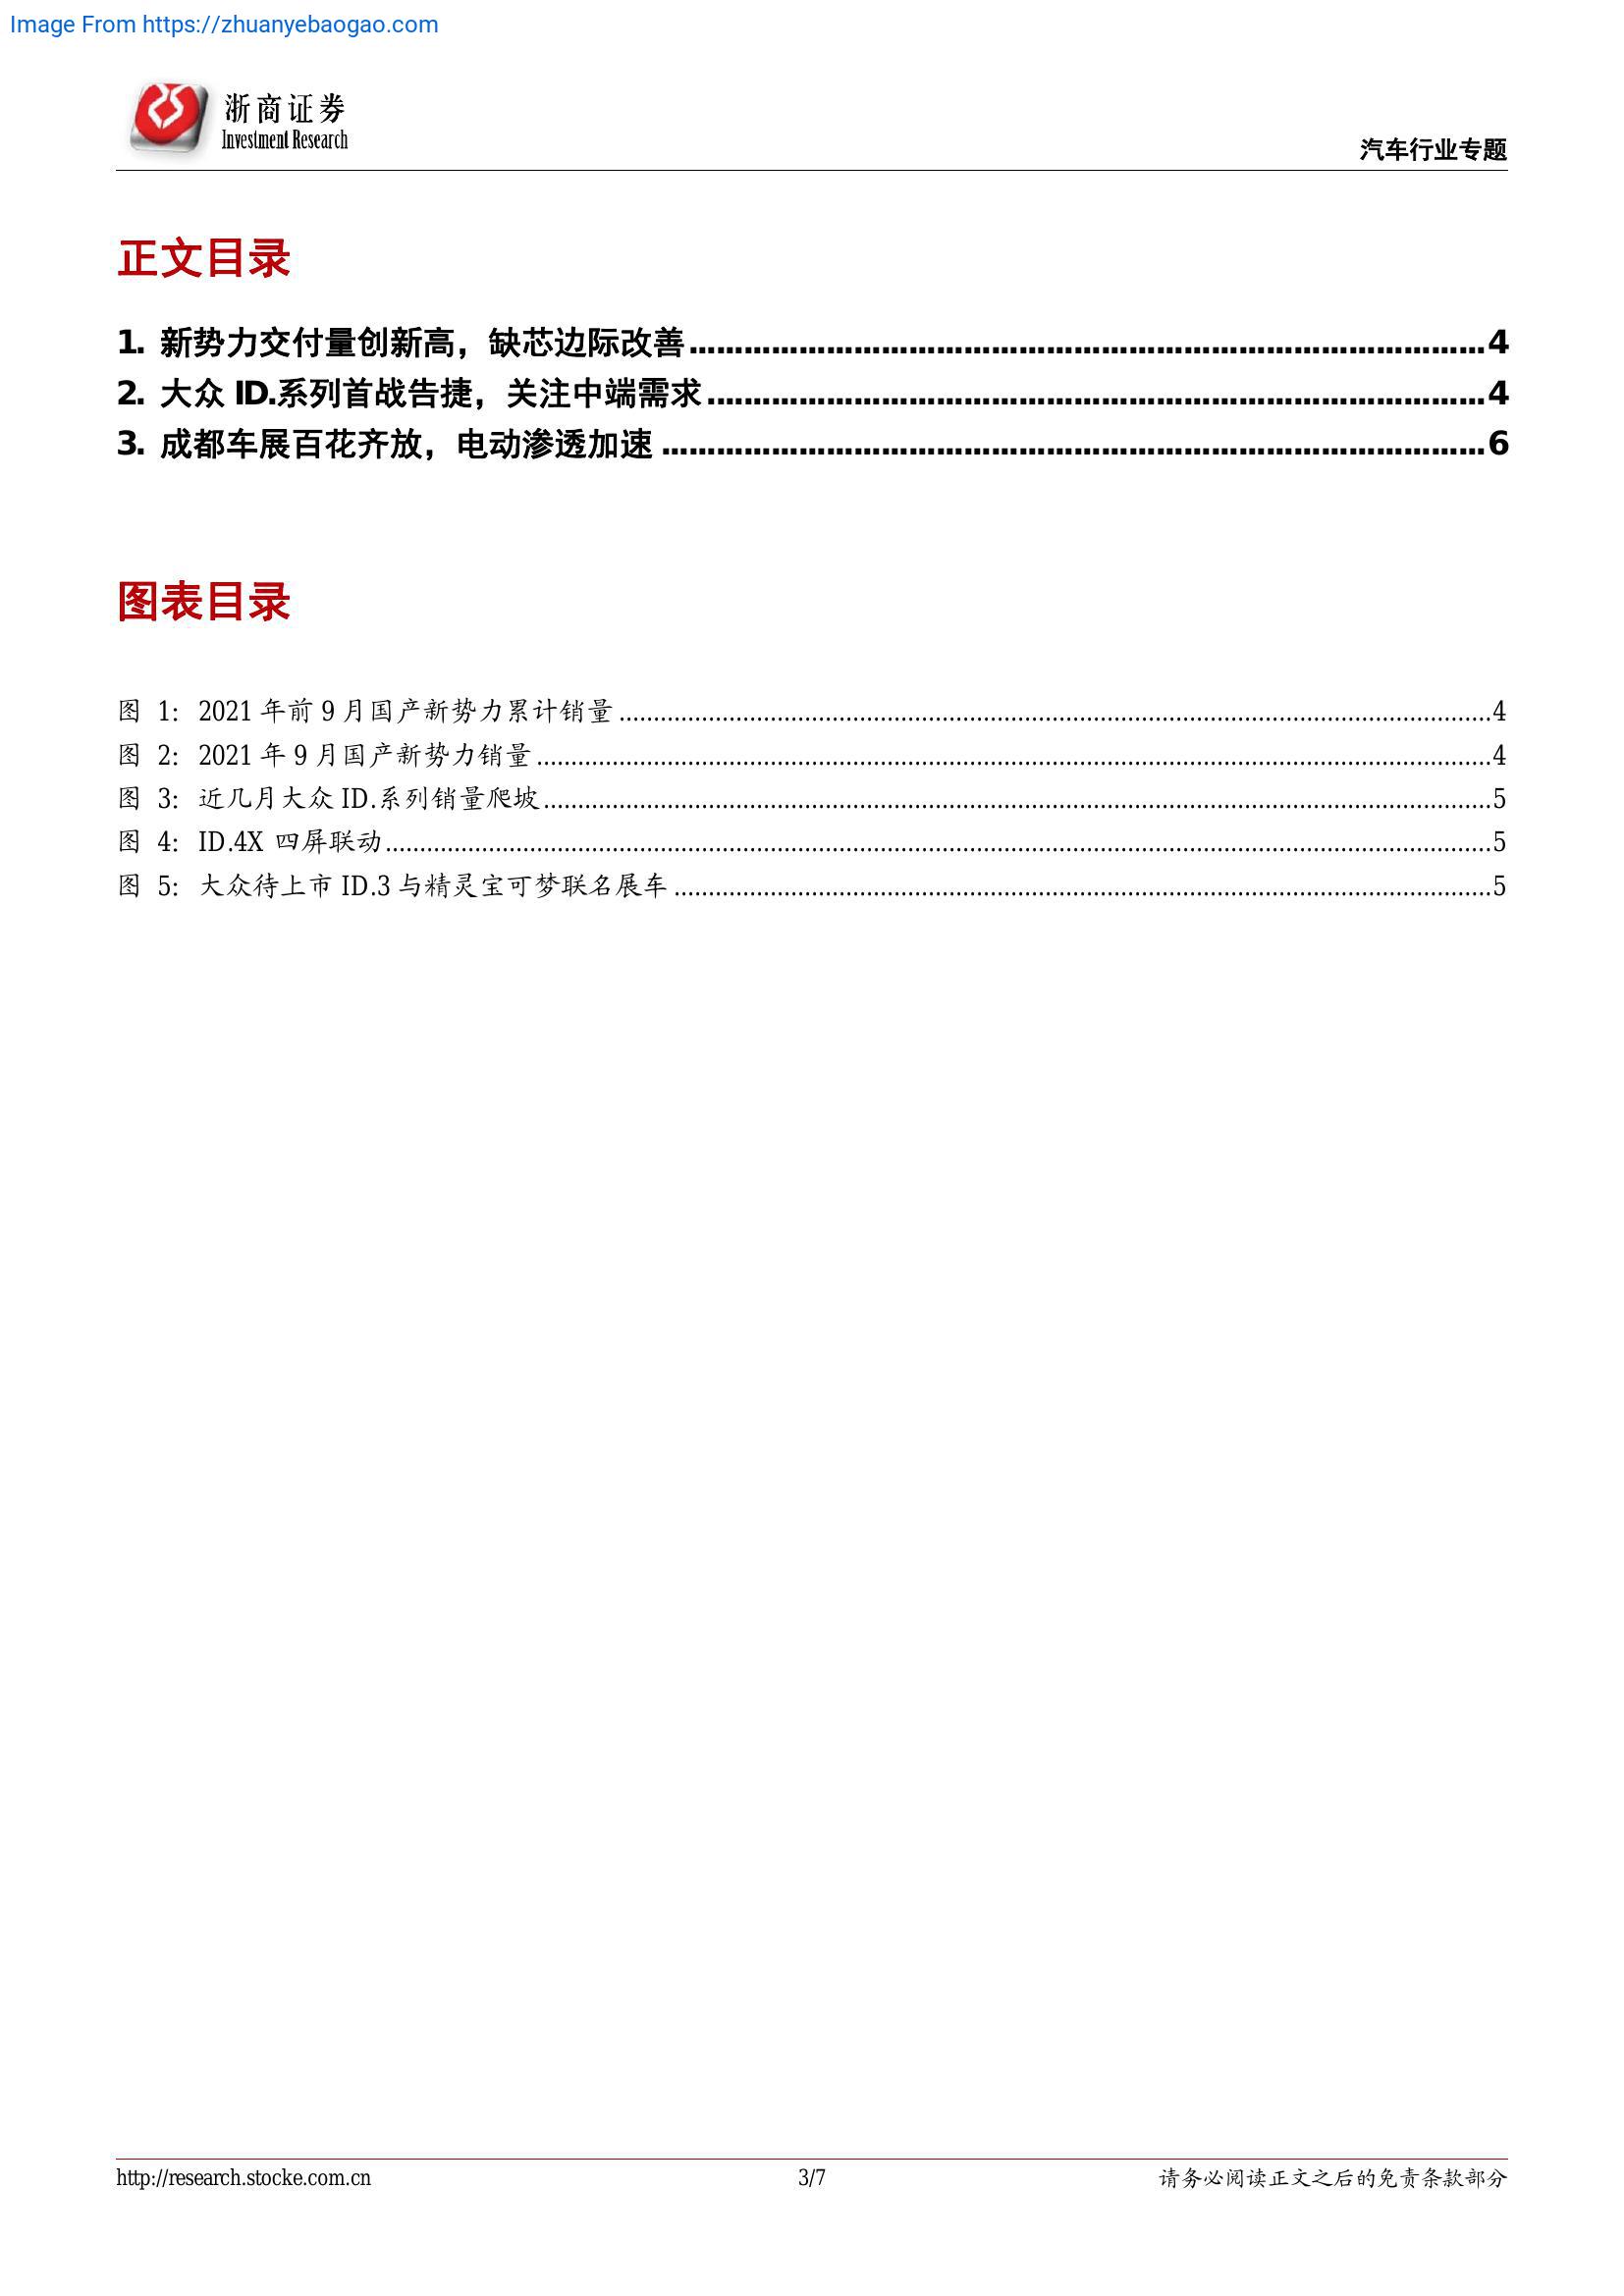 Image From https://zhuanyebaogao.com
浙商证券
Investment Research
汽车行业专题
正文目录
1. 新势力交付量创新高，缺芯边际改善........................................................................................4
2. 大众 ID.系列首战告捷，关注中端需求......................................................................................4
3. 成都车展百花齐放，电动渗透加速...........................................................................................6
图表目录
图 1： 2021 年前 9 月国产新势力累计销量................................................................................................................................4
图 2： 2021 年 9 月国产新势力销量............................................................................................................................................4
图 3： 近几月大众 ID.系列销量爬坡...........................................................................................................................................5
图 4： ID.4X 四屏联动..................................................................................................................................................................5
图 5： 大众待上市 ID.3 与精灵宝可梦联名展车........................................................................................................................5
http://research.stocke.com.cn
3/7
请务必阅读正文之后的免责条款部分